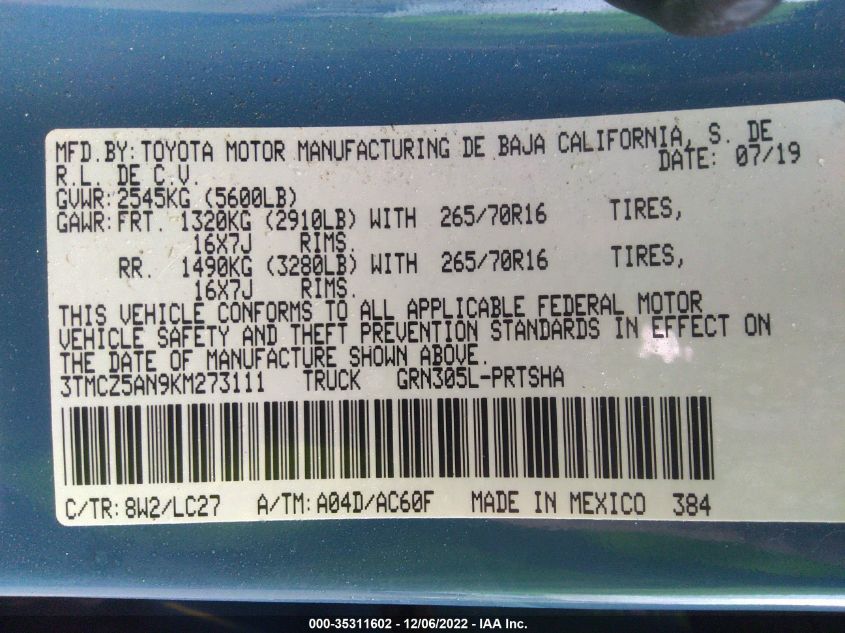 MFD.BY:TOYOTA MOTOR MANUFACTURING DE BAJA CALIFORNIA, S. DE
R.L. DE C.V. DATE: 07/19
GVWR:2545KG (5600LB)
GAWR:FRT. 1320KG (2910LB) WITH 265/70R16 TIRES,
16X7J RIMS.
RR. 1490KG (3280LB) WITH 265/70R16 TIRES,
16X7J RIMS.
THIS VEHICLE CONFORMS TO ALL APPLICABLE FEDERAL MOTOR
VEHICLE SAFETY AND THEFT PREVENTION STANDARDS IN EFFECT ON
THE DATE OF MANUFACTURE SHOWN ABOVE.
3TMCZ5AN9KM273111 TRUCK GRN305L-PRTSHA
C/TR:8W2/LC27 A/TM:A04D/AC60F MADE IN MEXICO 384
000-35311602 - 12/06/2022 - IAA Inc.